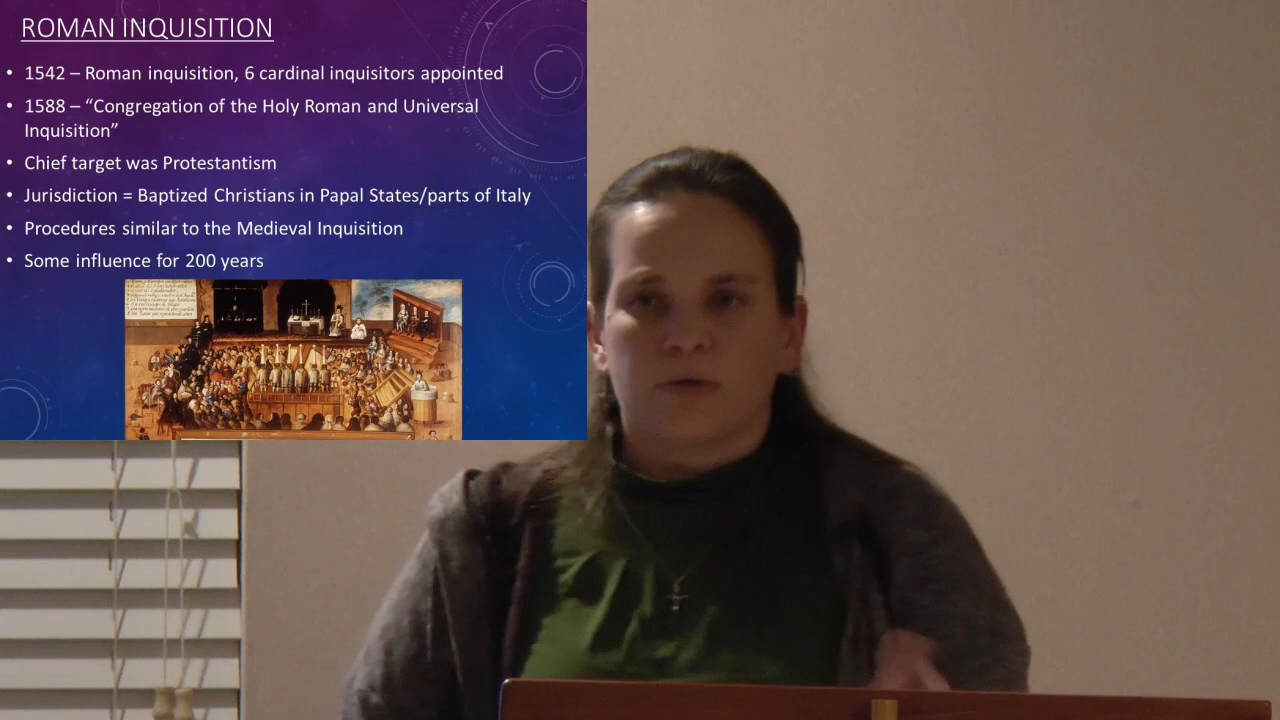 ROMAN INQUISITION
• 1542 – Roman inquisition, 6 cardinal inquisitors appointed
• 1588 – “Congregation of the Holy Roman and Universal
Inquisition”
• Chief target was Protestantism
• Jurisdiction = Baptized Christians in Papal States/parts of Italy
• Procedures similar to the Medieval Inquisition
• Some influence for 200 years